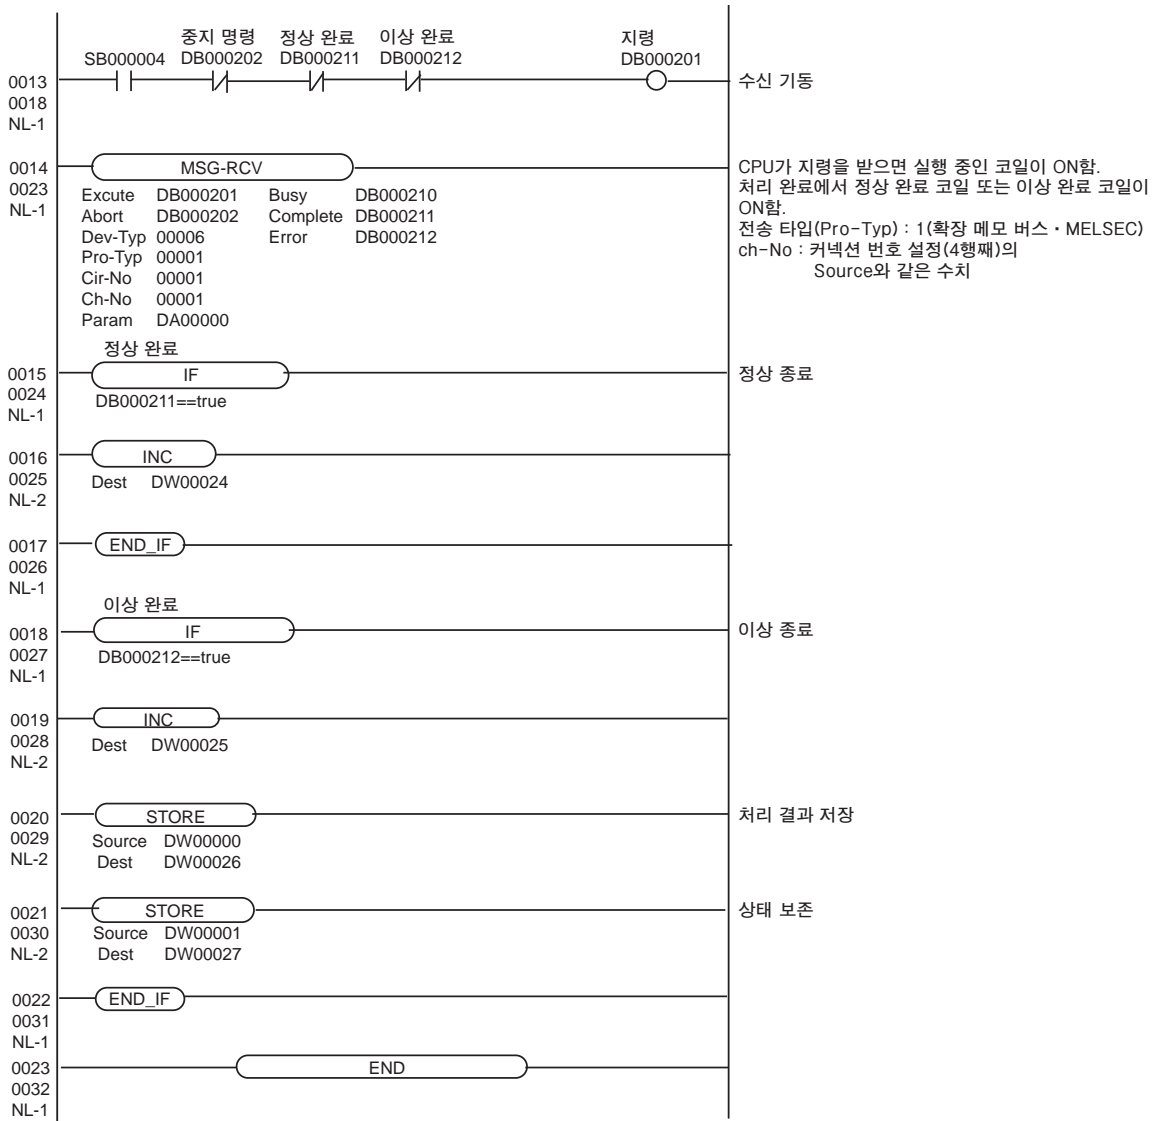 중지 명령 정상 완료 이상 완료 지령
SB000004 DB000202 DB000211 DB000212 DB000201
0013 수신 기동
0018
NL-1
0014 MSG-RCV CPU가 지령을 받으면 실행 중인 코일이 ON함.
0023 처리 완료에서 정상 완료 코일 또는 이상 완료 코일이
NL-1 Excute DB000201 Busy DB000210 ON함.
Abort DB000202 Complete DB000211 전송 타입(Pro-Typ) : 1(확장 메모 버스・MELSEC)
Dev-Typ 00006 Error DB000212 ch-No : 커넥션 번호 설정(4행째)의
Pro-Typ 00001 Source와 같은 수치
Cir-No 00001
Ch-No 00001
Param DA00000
정상 완료
0015 IF 정상 종료
0024 DB000211==true
NL-1
0016 INC
0025 Dest DW00024
NL-2
0017 END_IF
0026
NL-1
이상 완료
0018 IF 이상 종료
0027 DB000212==true
NL-1
0019 INC
0028 Dest DW00025
NL-2
0020 STORE 처리 결과 저장
0029 Source DW00000
NL-2 Dest DW00026
0021 STORE 상태 보존
0030 Source DW00001
NL-2 Dest DW00027
0022 END_IF
0031
NL-1
0023 END
0032
NL-1